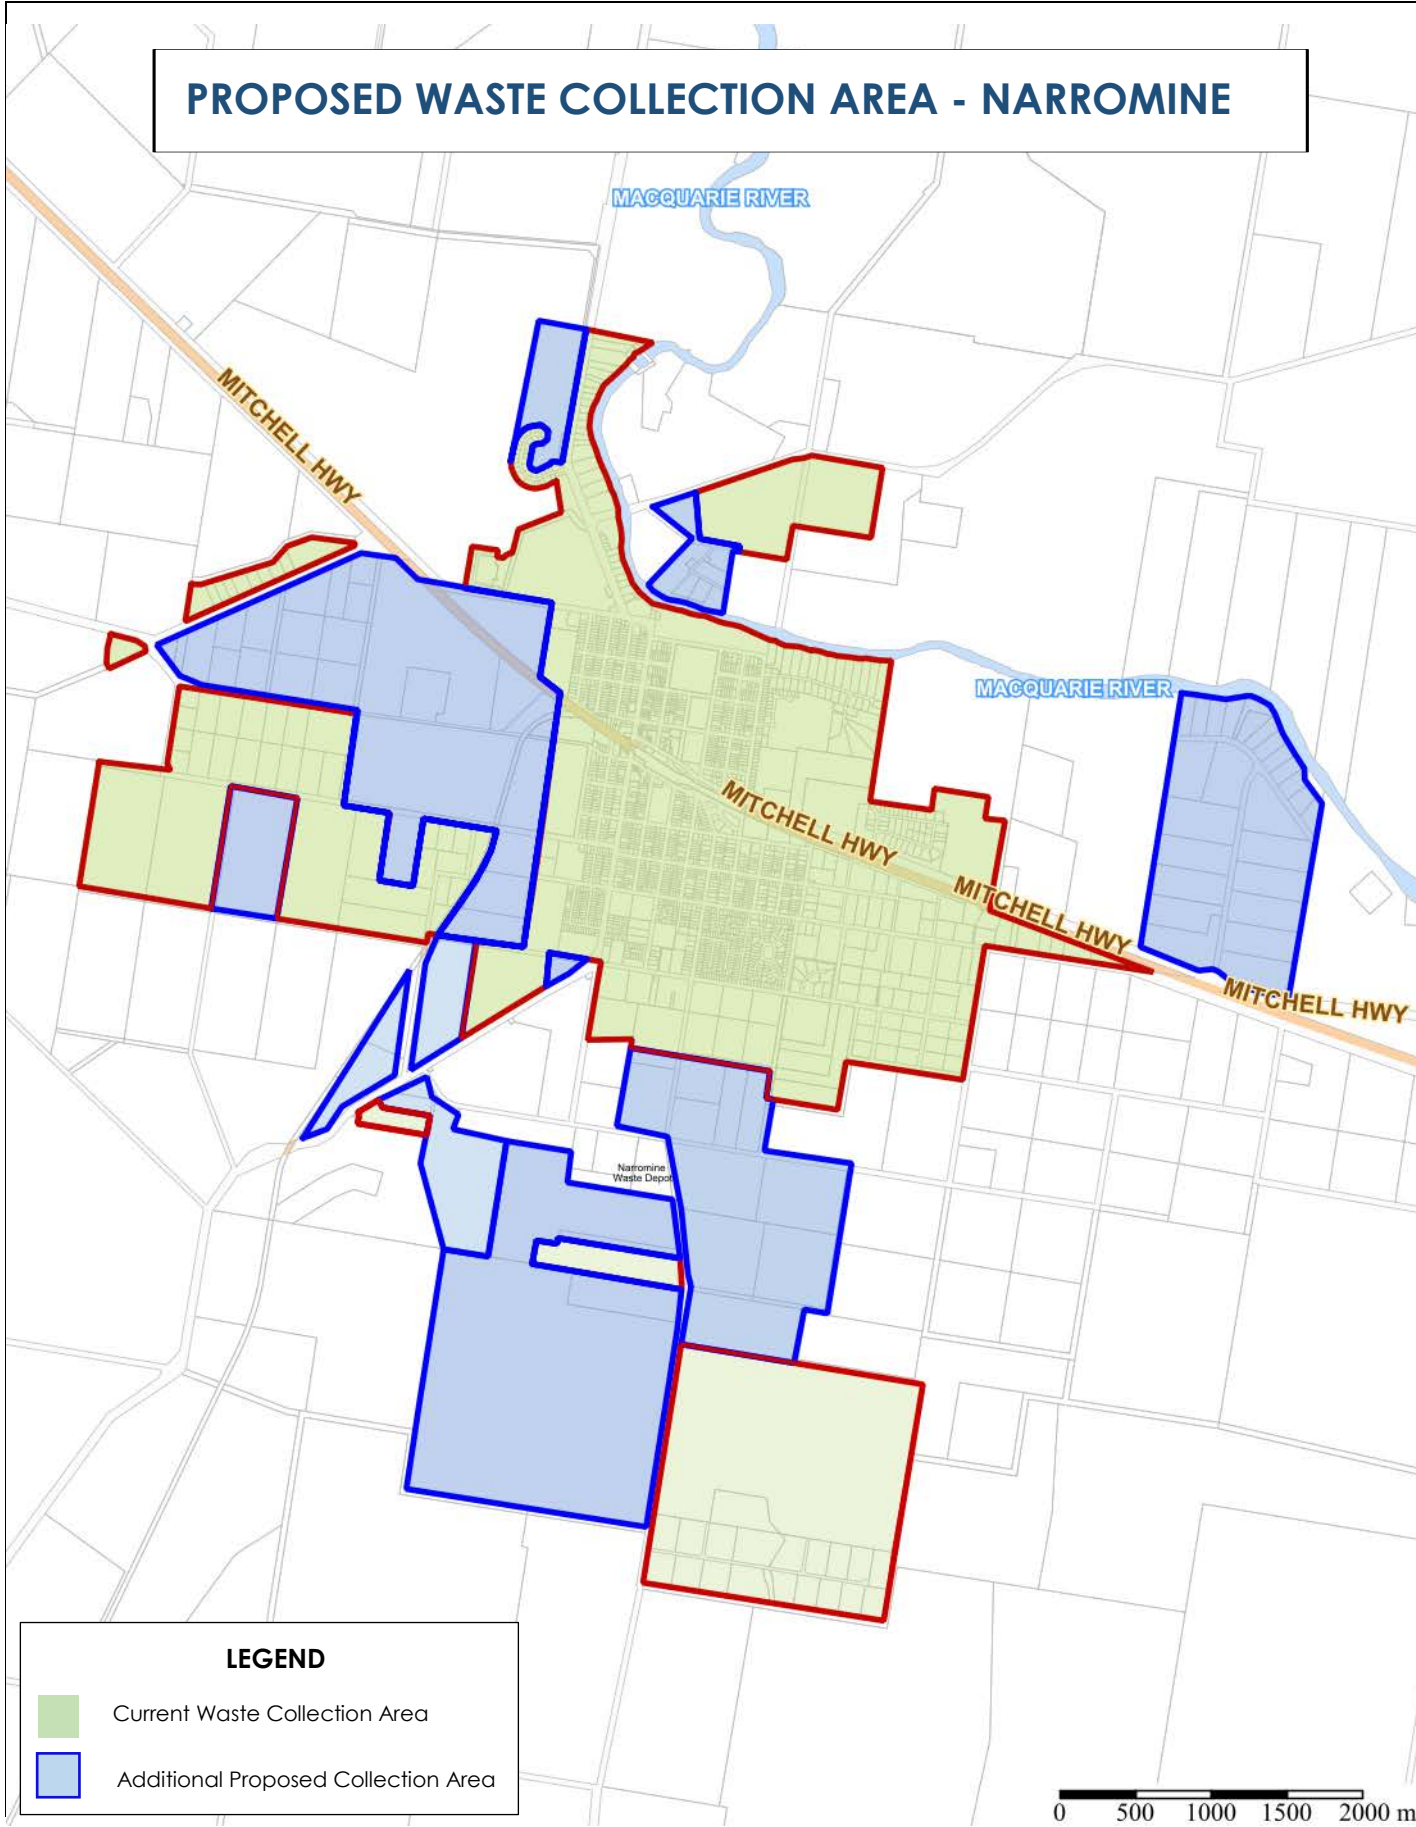 PROPOSED WASTE COLLECTION AREA - NARROMINE
MACQUARIE RIVER
MITCHELL HWY
MACQUARIE RIVER
MITCHELL HWY
MITCHELL HWY
MITCHELL HWY
Narromine
Waste Depot
LEGEND
Current Waste Collection Area
Additional Proposed Collection Area
0 500 1000 1500 2000 m